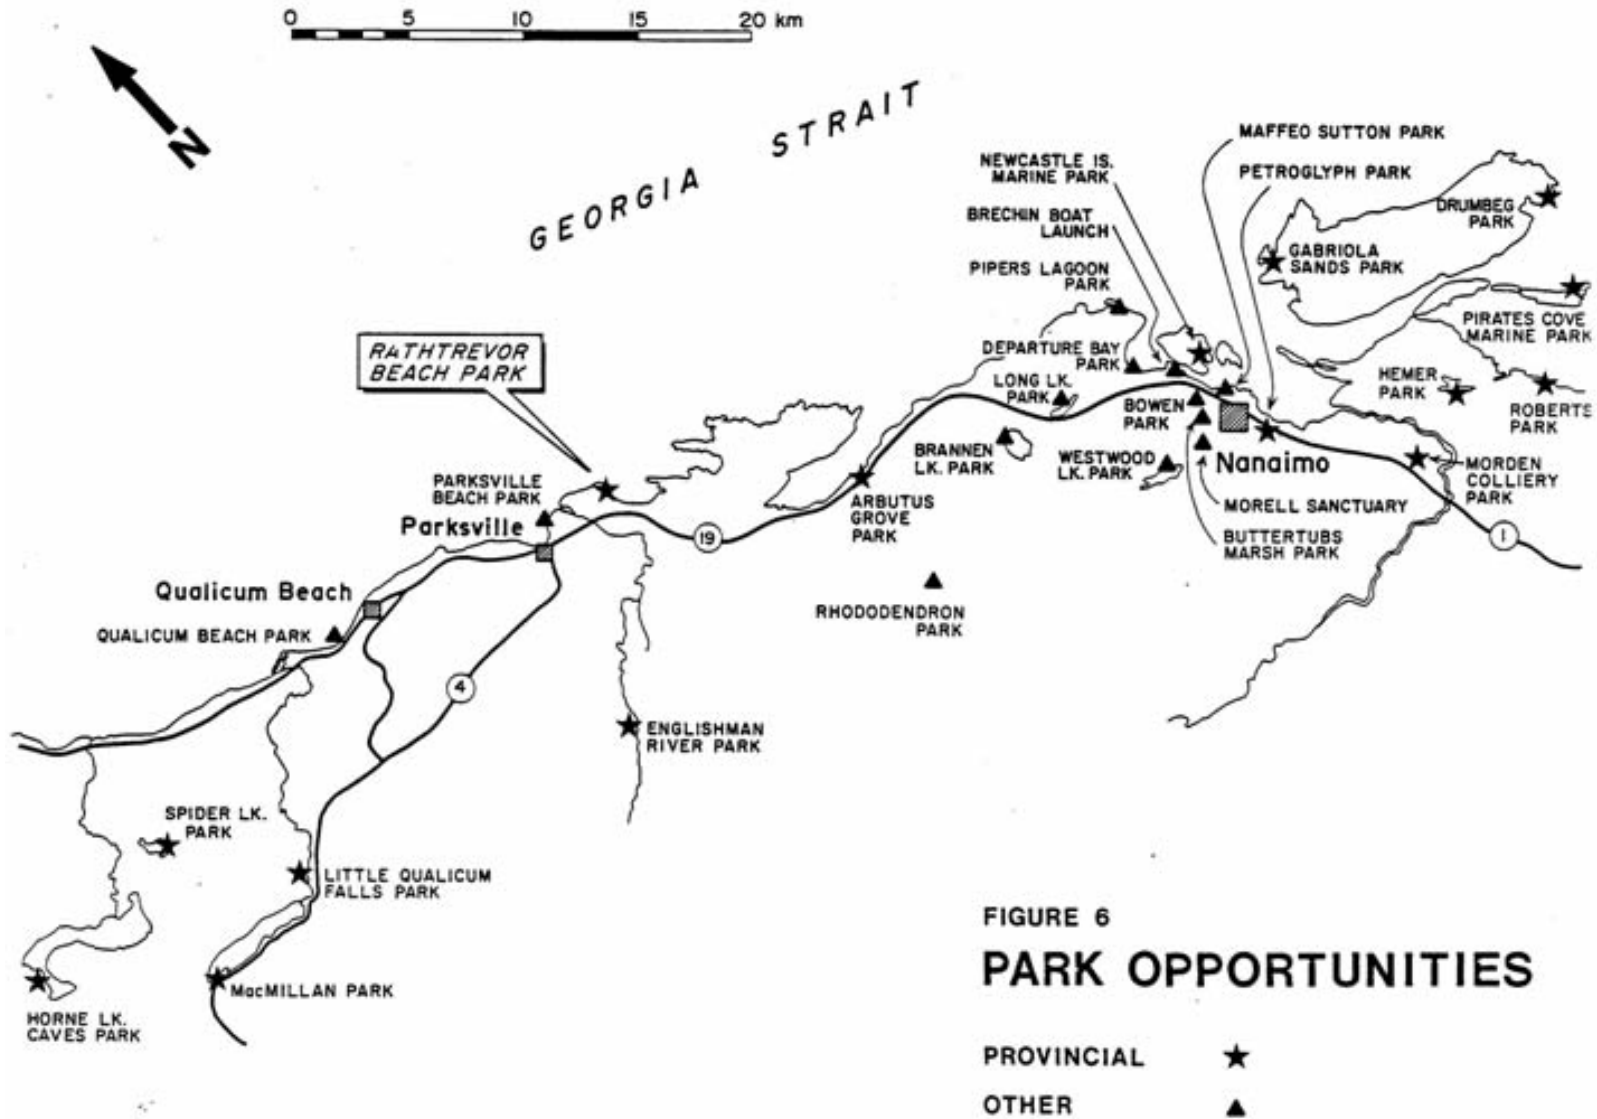 0 5 10 15 20 km
N
GEORGIA STRAIT
MAFFEO SUTTON PARK
NEWCASTLE IS.
MARINE PARK
PETROGLYPH PARK
BRECHIN BOAT
LAUNCH
DRUMBEG
PARK
GABRIOLA
SANDS PARK
PIPERS LAGOON
PARK
PIRATES COVE
MARINE PARK
RATHTREVOR
BEACH PARK
DEPARTURE BAY
PARK
LONG LK.
PARK
HEMER
PARK
BOWEN
PARK
ROBERTS
PARK
BRANNEN
LK. PARK
WESTWOOD
LK. PARK
Nanaimo
MORDEN
COLLIERY
PARK
PARKSVILLE
BEACH PARK
ARBUTUS
GROVE
PARK
MORELL SANCTUARY
Parksville
19
1
BUTTERTUBS
MARSH PARK
Qualicum Beach
RHODODENDRON
PARK
QUALICUM BEACH PARK
4
ENGLISHMAN
RIVER PARK
SPIDER LK.
PARK
LITTLE QUALICUM
FALLS PARK
MacMILLAN PARK
HORNE LK.
CAVES PARK
FIGURE 6
PARK OPPORTUNITIES
PROVINCIAL
OTHER